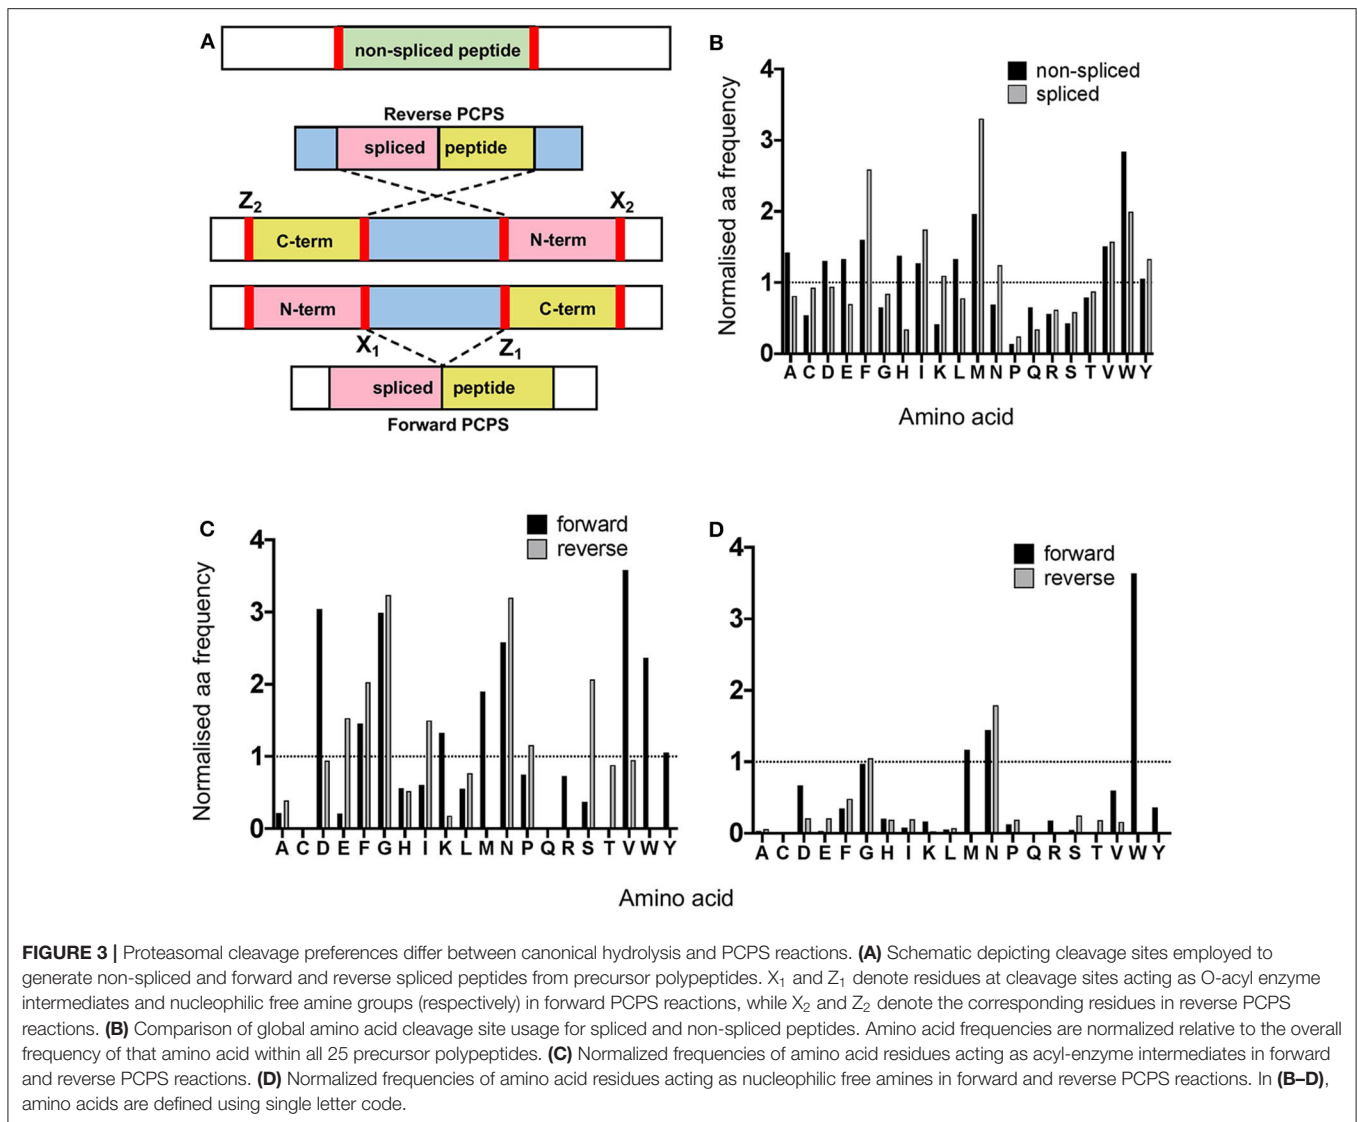 A
non-spliced peptide
Reverse PCPS
spliced peptide
Z2 X2
C-term N-term
N-term C-term
X1 Z1
spliced peptide
Forward PCPS
B
non-spliced
spliced
Normalised aa frequency
4
3
2
1
0
A C D E F G H I K L M N P Q R S T V W Y
Amino acid
C
forward
reverse
Normalised aa frequency
4
3
2
1
0
A C D E F G H I K L M N P Q R S T V W Y
D
forward
reverse
4
3
2
1
0
A C D E F G H I K L M N P Q R S T V W Y
Amino acid
FIGURE 3 | Proteasomal cleavage preferences differ between canonical hydrolysis and PCPS reactions. (A) Schematic depicting cleavage sites employed to
generate non-spliced and forward and reverse spliced peptides from precursor polypeptides. X1 and Z1 denote residues at cleavage sites acting as O-acyl enzyme
intermediates and nucleophilic free amine groups (respectively) in forward PCPS reactions, while X2 and Z2 denote the corresponding residues in reverse PCPS
reactions. (B) Comparison of global amino acid cleavage site usage for spliced and non-spliced peptides. Amino acid frequencies are normalized relative to the overall
frequency of that amino acid within all 25 precursor polypeptides. (C) Normalized frequencies of amino acid residues acting as acyl-enzyme intermediates in forward
and reverse PCPS reactions. (D) Normalized frequencies of amino acid residues acting as nucleophilic free amines in forward and reverse PCPS reactions. In (B–D),
amino acids are defined using single letter code.